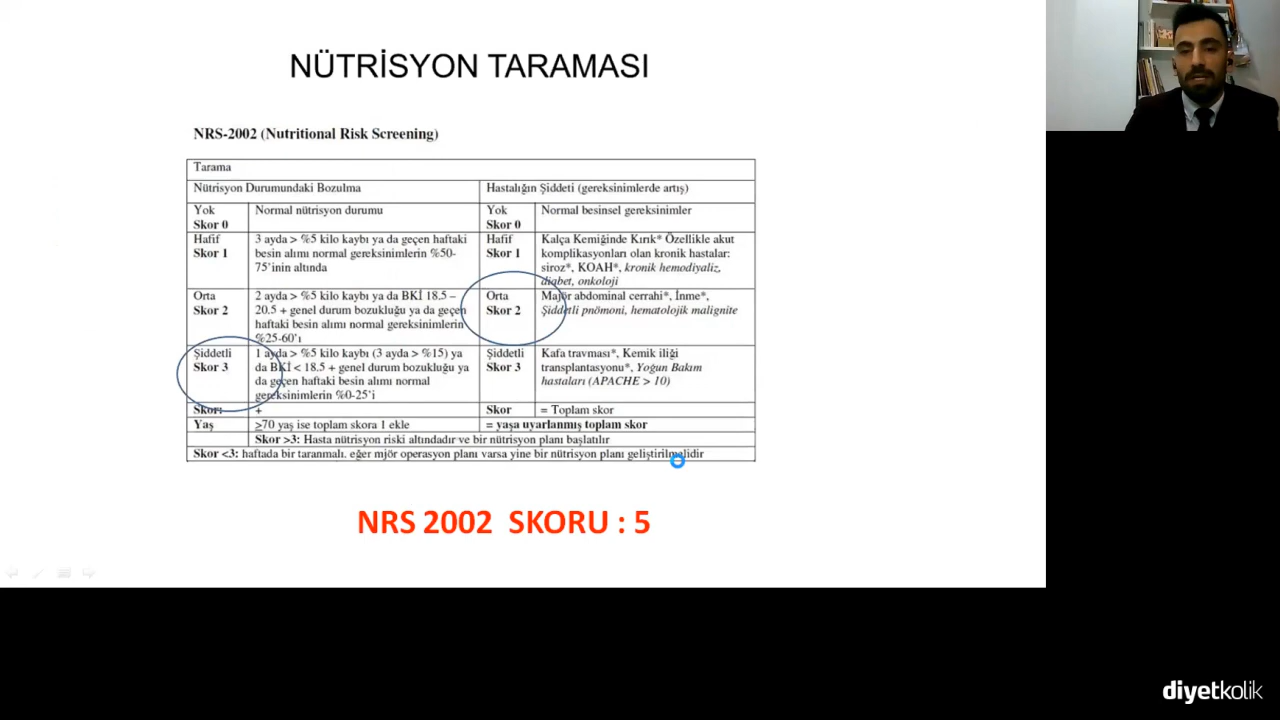 NÜTRİSYON TARAMASI
NRS-2002 (Nutritional Risk Screening)
Tarama
Nütrisyon Durumundaki Bozulma
Hastalığın Şiddeti (gereksinimlerde artış)
Yok
Skor 0
Normal nütrisyon durumu
Yok
Skor 0
Normal besinsel gereksinimler
Hafif
Skor 1
3 ayda > %5 kilo kaybı ya da geçen haftaki
besin alımı normal gereksinimlerin %50-
75'inin altında
Hafif
Skor 1
Kalça Kemiğinde Kırık* Özellikle akut
komplikasyonları olan kronik hastalar:
siroz*, KOAH*, kronik hemodiyaliz,
diabet, onkoloji
Orta
Skor 2
2 ayda > %5 kilo kaybı ya da BKİ 18.5 –
20.5 + genel durum bozukluğu ya da geçen
haftaki besin alımı normal gereksinimlerin
%25-60'ı
Orta
Skor 2
Majör abdominal cerrahi*, İnme*,
Şiddetli pnömoni, hematolojik malignite
Şiddetli
Skor 3
1 ayda > %5 kilo kaybı (3 ayda > %15) ya
da BKİ < 18.5 + genel durum bozukluğu ya
da geçen haftaki besin alımı normal
gereksinimlerin %0-25'i
Şiddetli
Skor 3
Kafa travması*, Kemik iliği
transplantasyonu*, Yoğun Bakım
hastaları (APACHE > 10)
Skor:
+
Skor
= Toplam skor
Yaş
≥70 yaş ise toplam skora 1 ekle
= yaşa uyarlanmış toplam skor
Skor >3: Hasta nütrisyon riski altındadır ve bir nütrisyon planı başlatılır
Skor <3: haftada bir taranmalı. eğer mjör operasyon planı varsa yine bir nütrisyon planı geliştirilmelidir
NRS 2002 SKORU : 5
diyetkolik